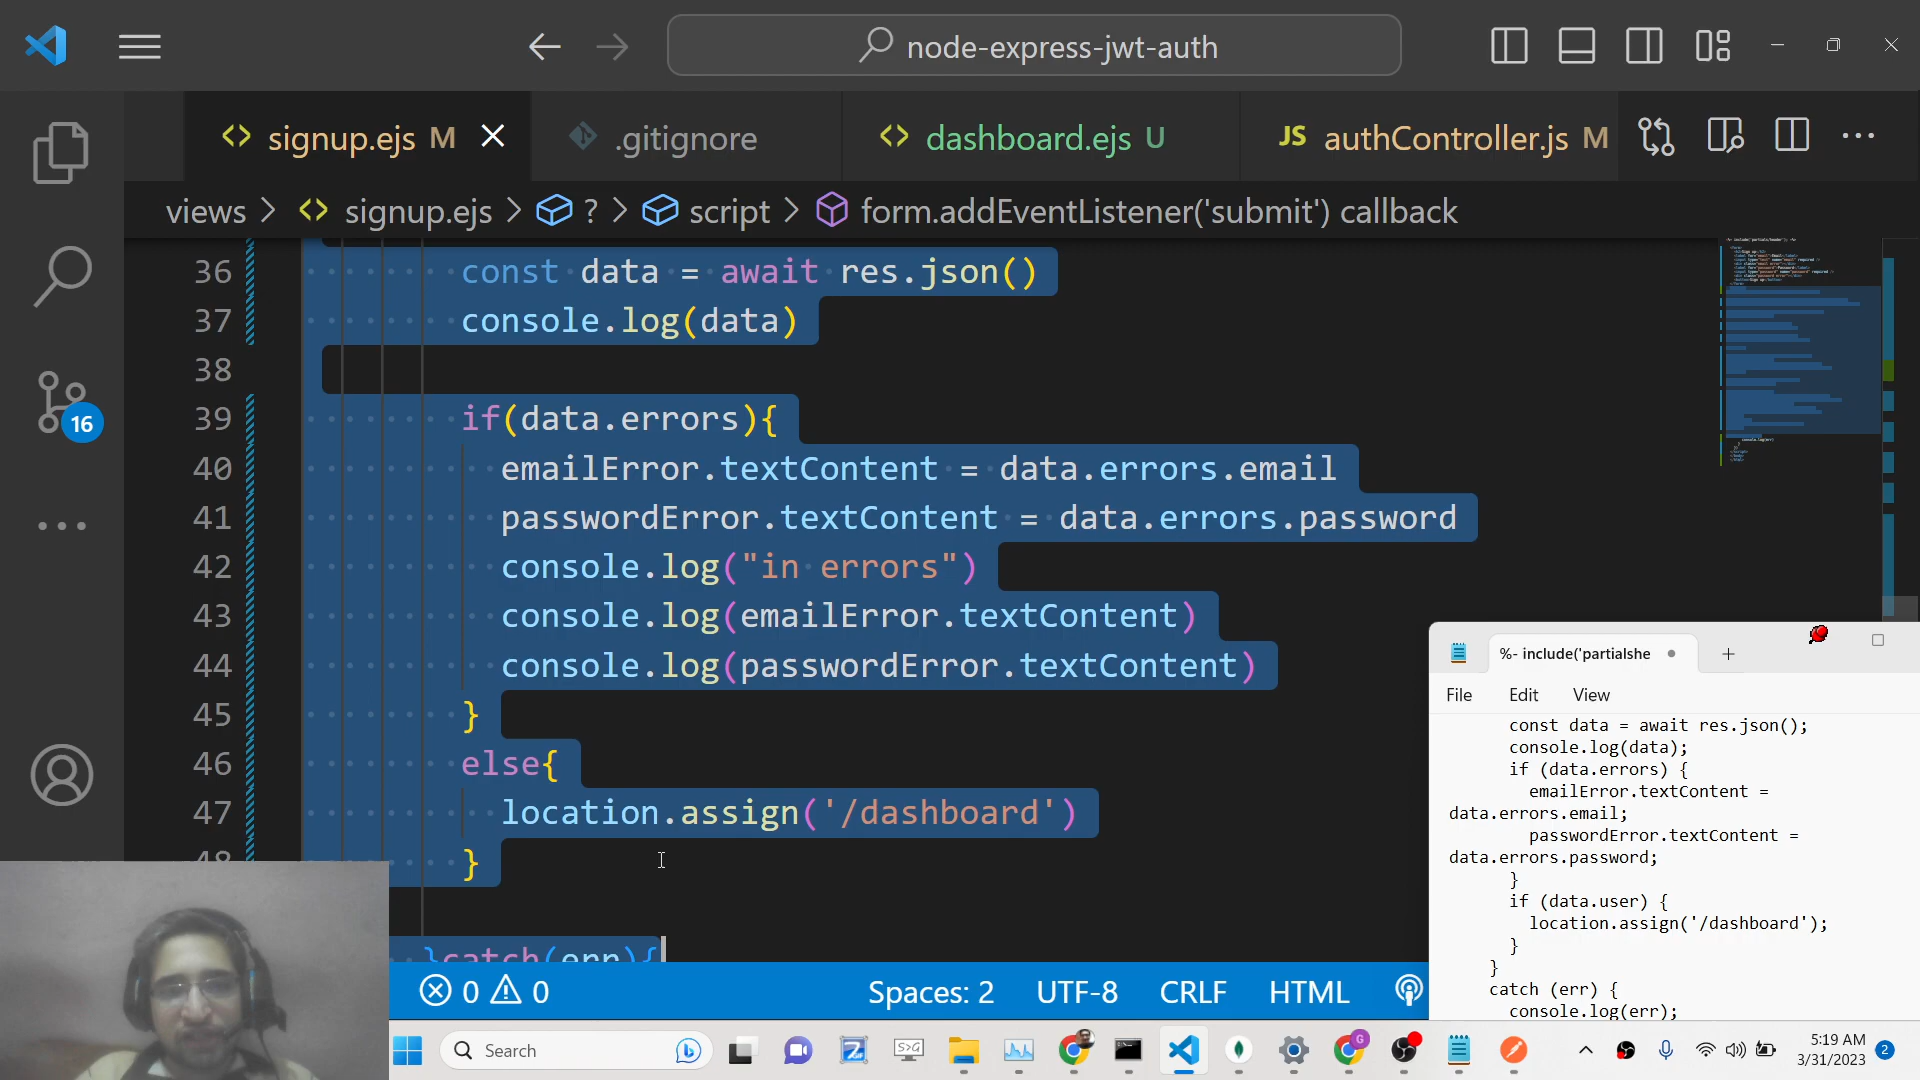 node-express-jwt-auth
<> signup.ejs M
.gitignore
<> dashboard.ejs U
JS authController.js M
views > <> signup.ejs > ? > script > form.addEventListener('submit') callback
36 const data = await res.json()
37 console.log(data)
38
39 if(data.errors){
40 emailError.textContent = data.errors.email
41 passwordError.textContent = data.errors.password
42 console.log("in errors")
43 console.log(emailError.textContent)
44 console.log(passwordError.textContent)
45 }
46 else{
47 location.assign('/dashboard')
48 }
}catch(err){
16
0 0 Spaces: 2 UTF-8 CRLF HTML
%- include('partialshe
File Edit View
const data = await res.json();
console.log(data);
if (data.errors) {
emailError.textContent =
data.errors.email;
passwordError.textContent =
data.errors.password;
}
if (data.user) {
location.assign('/dashboard');
}
}
catch (err) {
console.log(err);
Search
5:19 AM
3/31/2023
2